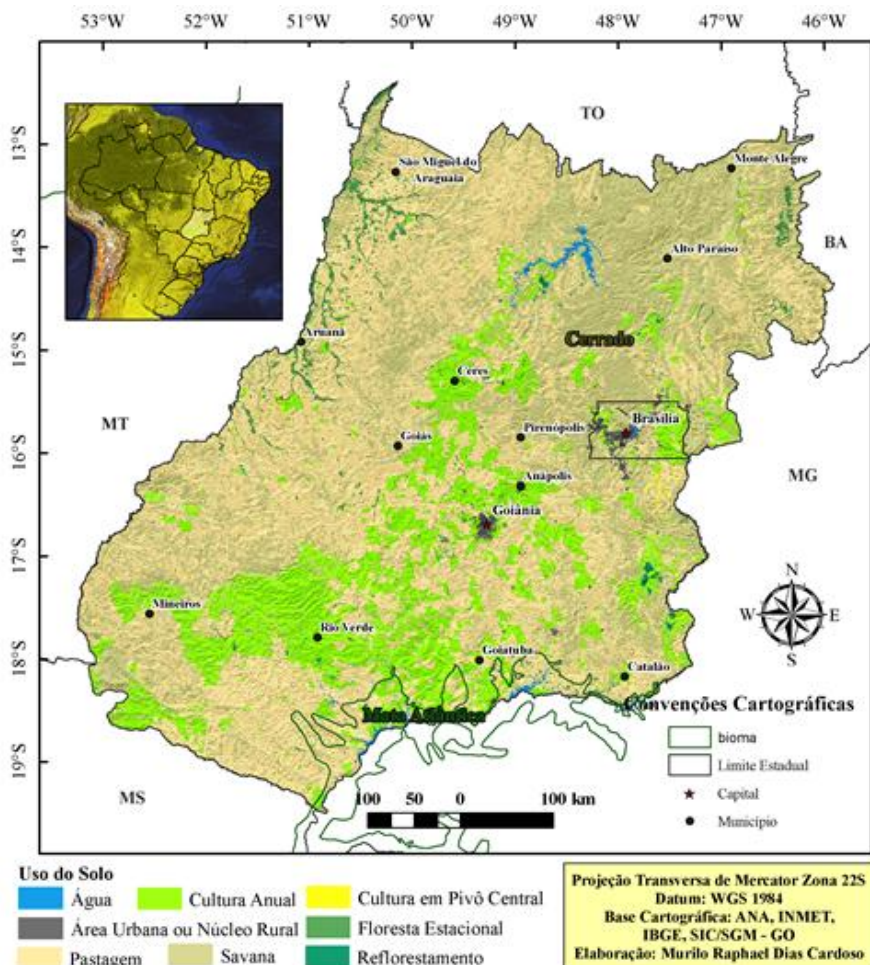 53°W 52°W 51°W 50°W 49°W 48°W 47°W 46°W
TO
13°S
São Miguel do
Araguaia
Monte Alegre
14°S
BA
Alto Paraíso
15°S
Aruanã
Cerrado
Ceres
MT
Brasília
Goiás
Pirenópolis
16°S
MG
Anápolis
Goiânia
17°S
N
Mineiros
W E
Rio Verde
S
18°S
Goiatuba
Catalão
Convenções Cartográficas
Mata Atlântica
bioma
Limite Estadual
19°S
MS
100 50 0 100 km
Capital
Município
Uso do Solo
Água
Cultura Anual
Cultura em Pivô Central
Área Urbana ou Núcleo Rural
Floresta Estacional
Pastagem
Savana
Reflorestamento
Projeção Transversa de Mercator Zona 22S
Datum: WGS 1984
Base Cartográfica: ANA, INMET,
IBGE, SIC/SGM - GO
Elaboração: Murilo Raphael Dias Cardoso